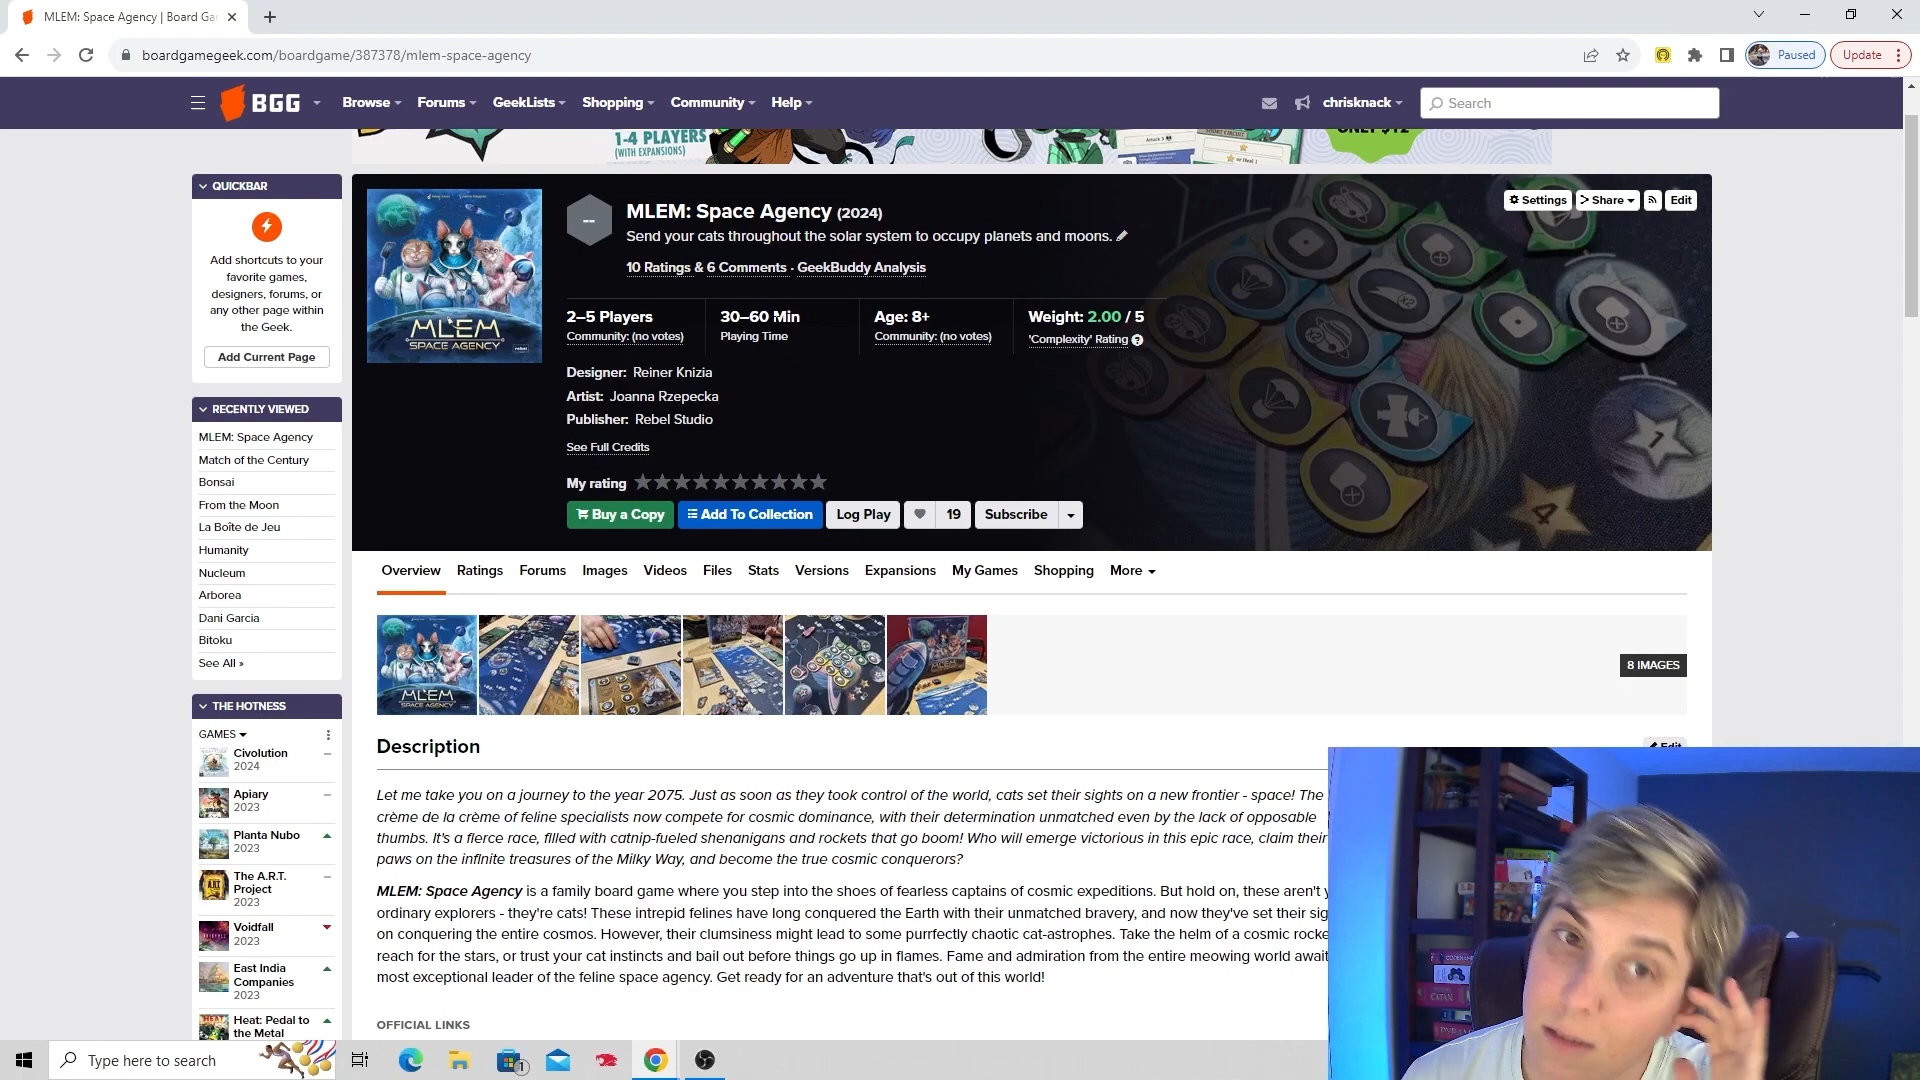 MLEM: Space Agency | Board Ga
boardgamegeek.com/boardgame/387378/mlem-space-agency
Paused
Update
BGG
Browse
Forums
GeekLists
Shopping
Community
Help
chrisknack
Search
1-4 PLAYERS
(WITH EXPANSIONS)
ONLY $12
QUICKBAR
Add shortcuts to your
favorite games,
designers, forums, or
any other page within
the Geek.
Add Current Page
RECENTLY VIEWED
MLEM: Space Agency
Match of the Century
Bonsai
From the Moon
La Boîte de Jeu
Humanity
Nucleum
Arborea
Dani Garcia
Bitoku
See All »
THE HOTNESS
GAMES
Civolution
2024
Apiary
2023
Planta Nubo
2023
The A.R.T.
Project
2023
Voidfall
2023
East India
Companies
2023
Heat: Pedal to
the Metal
MLEM
SPACE AGENCY
--
MLEM: Space Agency (2024)
Send your cats throughout the solar system to occupy planets and moons.
10 Ratings & 6 Comments · GeekBuddy Analysis
Settings
Share
Edit
2–5 Players
Community: (no votes)
30–60 Min
Playing Time
Age: 8+
Community: (no votes)
Weight: 2.00 / 5
'Complexity' Rating
Designer: Reiner Knizia
Artist: Joanna Rzepecka
Publisher: Rebel Studio
See Full Credits
My rating
Buy a Copy
Add To Collection
Log Play
19
Subscribe
1
4
x2
Overview
Ratings
Forums
Images
Videos
Files
Stats
Versions
Expansions
My Games
Shopping
More
MLEM
SPACE AGENCY
8 IMAGES
Description
Edit
Let me take you on a journey to the year 2075. Just as soon as they took control of the world, cats set their sights on a new frontier - space! The
crème de la crème of feline specialists now compete for cosmic dominance, with their determination unmatched even by the lack of opposable
thumbs. It's a fierce race, filled with catnip-fueled shenanigans and rockets that go boom! Who will emerge victorious in this epic race, claim their
paws on the infinite treasures of the Milky Way, and become the true cosmic conquerors?
MLEM: Space Agency is a family board game where you step into the shoes of fearless captains of cosmic expeditions. But hold on, these aren't y
ordinary explorers - they're cats! These intrepid felines have long conquered the Earth with their unmatched bravery, and now they've set their sig
on conquering the entire cosmos. However, their clumsiness might lead to some purrfectly chaotic cat-astrophes. Take the helm of a cosmic rocke
reach for the stars, or trust your cat instincts and bail out before things go up in flames. Fame and admiration from the entire meowing world await
most exceptional leader of the feline space agency. Get ready for an adventure that's out of this world!
OFFICIAL LINKS
CATAN
Type here to search
1